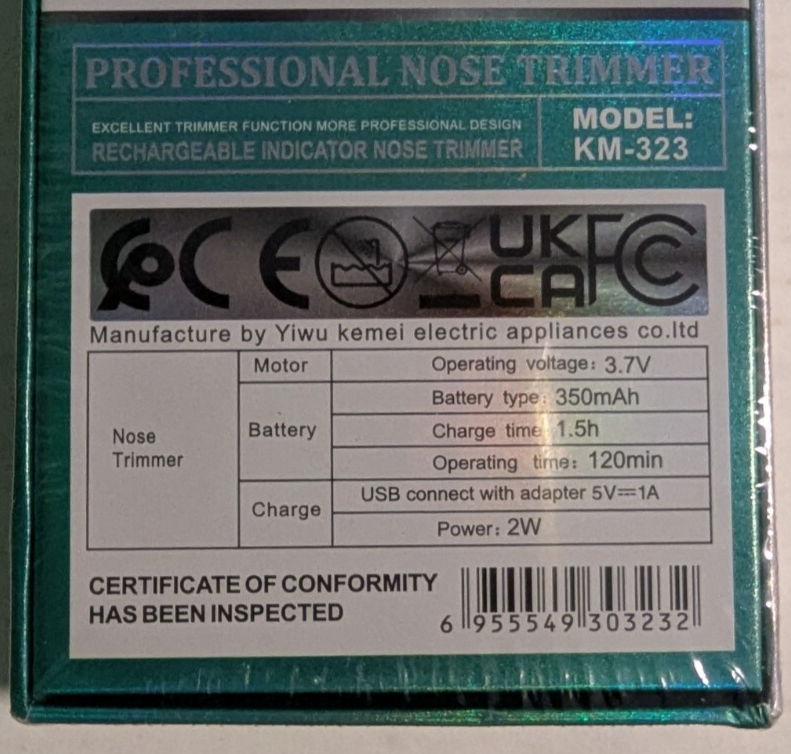 PROFESSIONAL NOSE TRIMMER
EXCELLENT TRIMMER FUNCTION MORE PROFESSIONAL DESIGN
RECHARGEABLE INDICATOR NOSE TRIMMER
MODEL:
KM-323
CE UK CA FC
Manufacture by Yiwu kemei electric appliances co.ltd
Nose Trimmer
Motor
Operating voltage: 3.7V
Battery
Battery type: 350mAh
Charge time: 1.5h
Operating time: 120min
Charge
USB connect with adapter 5V⎓1A
Power: 2W
CERTIFICATE OF CONFORMITY
HAS BEEN INSPECTED
6 955549 303232